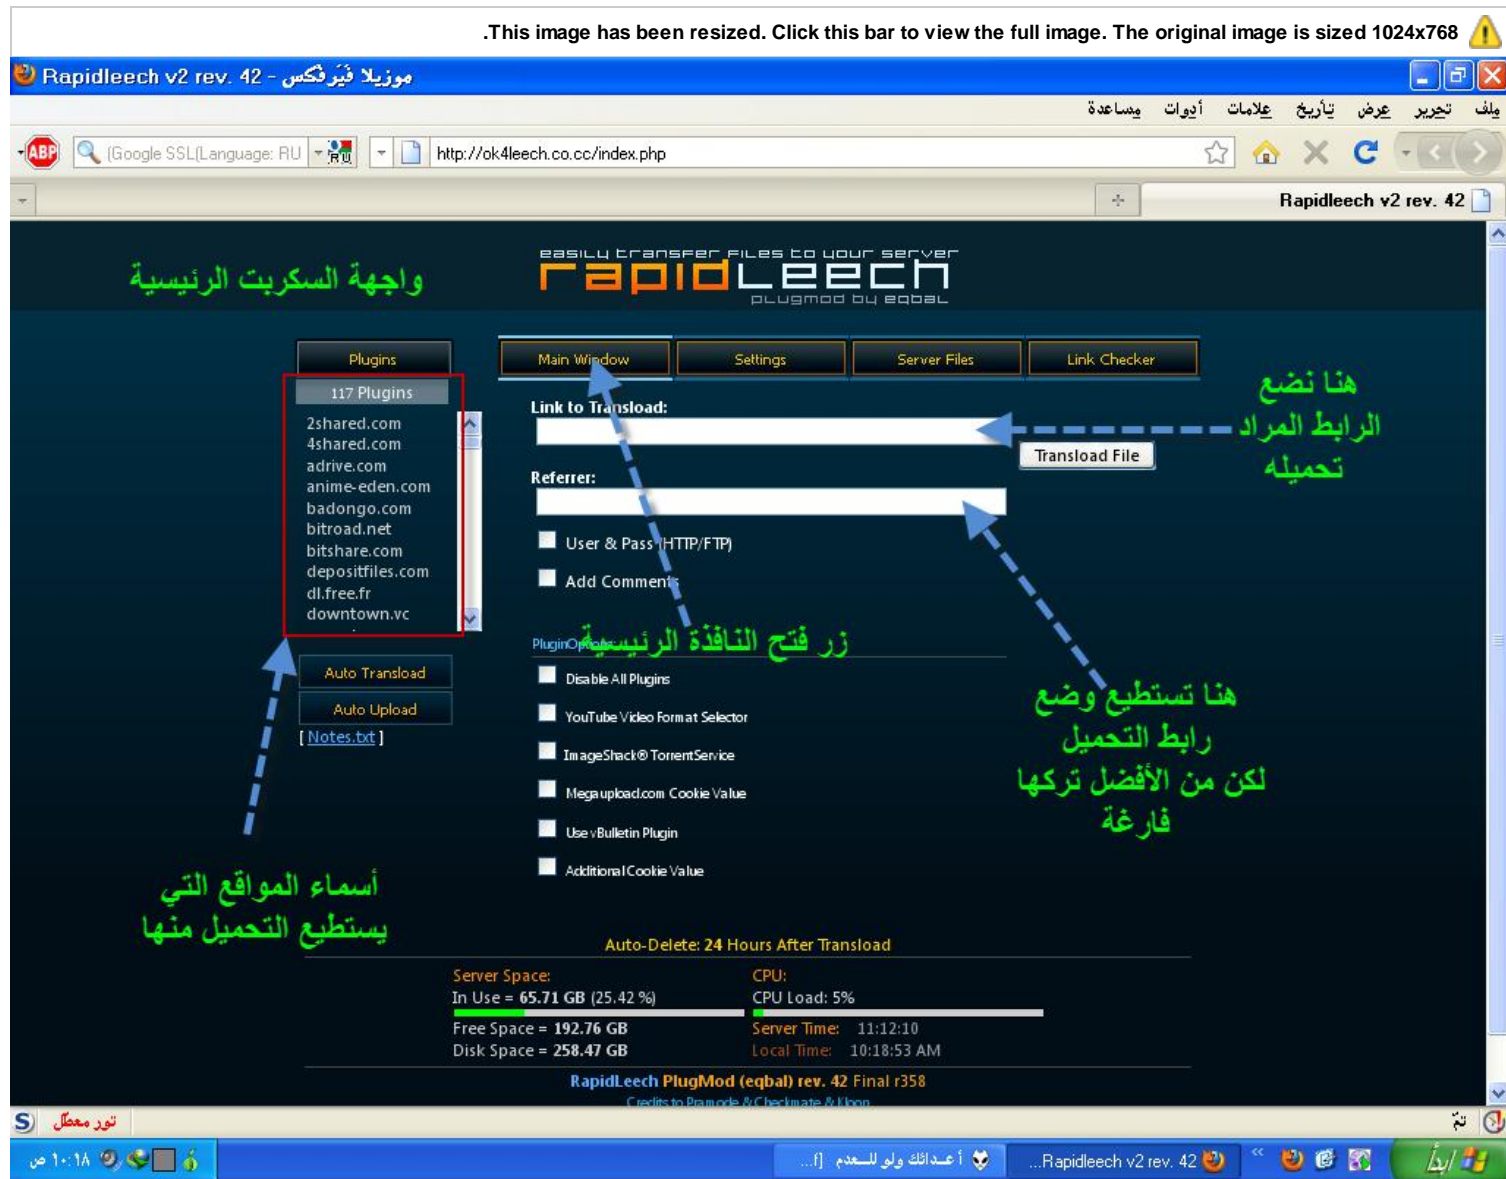 .This image has been resized. Click this bar to view the full image. The original image is sized 1024x768
Rapidleech v2 rev. 42 - موزيلا فَيَرفُكس
ملف تحرير عرض تأريخ علامات أدوات مساعدة
ABP
(Google SSL(Language: RU
RU
http://ok4leech.co.cc/index.php
Rapidleech v2 rev. 42
easily transfer files to your server
rapidleech
plugmod by eqbal
واجهة السكربت الرئيسية
Plugins
Main Window
Settings
Server Files
Link Checker
117 Plugins
2shared.com
4shared.com
adrive.com
anime-eden.com
badongo.com
bitroad.net
bitshare.com
depositfiles.com
dl.free.fr
downtown.vc
Auto Transload
Auto Upload
[ Notes.txt ]
Link to Transload:
Transload File
هنا نضع
الرابط المراد
تحميله
Referrer:
User & Pass (HTTP/FTP)
Add Comments
زر فتح النافذة الرئيسية
PluginOptions:
Disable All Plugins
YouTube Video Format Selector
ImageShack® TorrentService
Megaupload.com Cookie Value
Use vBulletin Plugin
Additional Cookie Value
هنا تستطيع وضع
رابط التحميل
لكن من الأفضل تركها
فارغة
أسماء المواقع التي
يستطيع التحميل منها
Auto-Delete: 24 Hours After Transload
Server Space:
In Use = 65.71 GB (25.42 %)
Free Space = 192.76 GB
Disk Space = 258.47 GB
CPU:
CPU Load: 5%
Server Time: 11:12:10
Local Time: 10:18:53 AM
RapidLeech PlugMod (eqbal) rev. 42 Final r358
Credits to Pramode & Checkmate & Kloon
تور معطّل
تمّ
ابدأ
...Rapidleech v2 rev. 42
أعـدائك ولو للـعدم [f...
١٠:١٨ ص